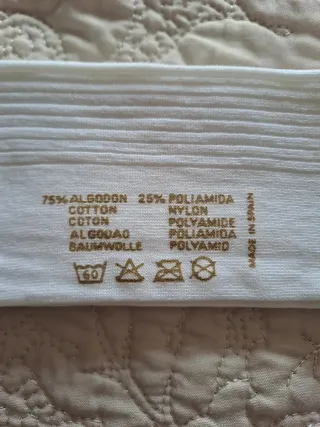 75% ALGODON 25% POLIAMIDA
COTTON NYLON
COTON POLYAMIDE
ALGODAO POLIAMIDA
BAUMWOLLE POLYAMID
60
MADE IN SPAIN